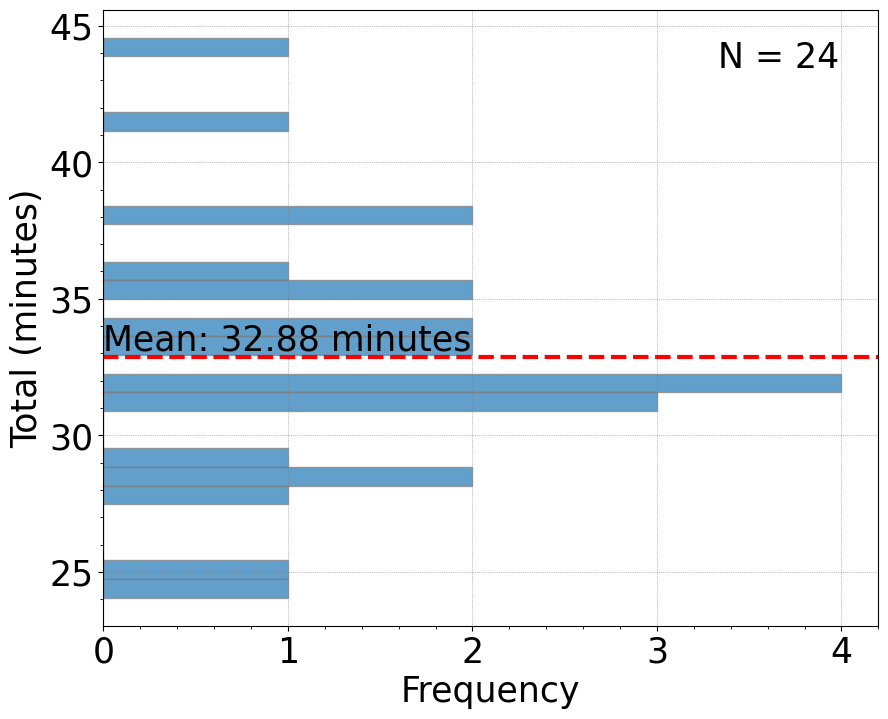 45
N = 24
40
35
Mean: 32.88 minutes
30
25
Total (minutes)
0 1 2 3 4
Frequency